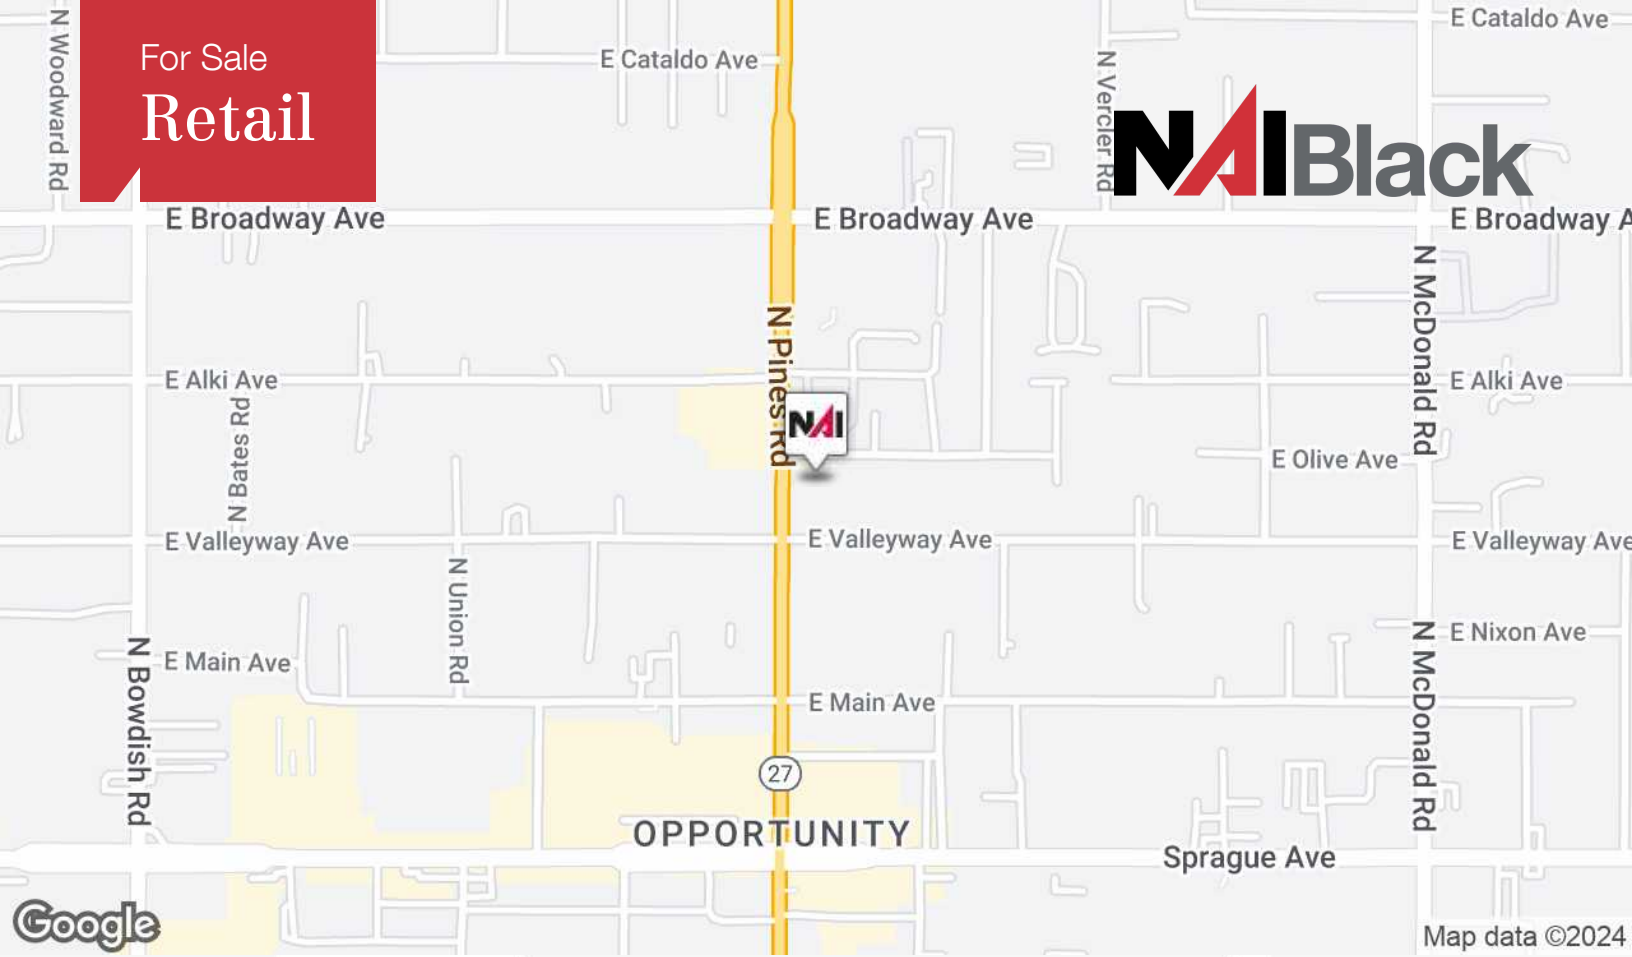 For Sale
Retail
NAIBlack
N Woodward Rd
E Cataldo Ave
N Vercler Rd
E Cataldo Ave
E Broadway Ave
E Broadway Ave
E Broadway A
N Pines Rd
N McDonald Rd
E Alki Ave
E Alki Ave
N Bates Rd
NAI
E Olive Ave
E Valleyway Ave
E Valleyway Ave
E Valleyway Ave
N Union Rd
N Bowdish Rd
E Main Ave
E Main Ave
E Nixon Ave
N McDonald Rd
27
OPPORTUNITY
Sprague Ave
Google
Map data ©2024